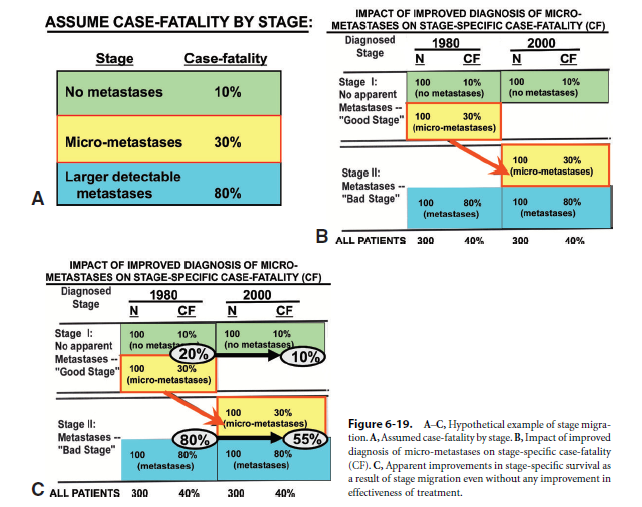 ASSUME CASE-FATALITY BY STAGE:
Stage Case-fatality
No metastases 10%
Micro-metastases 30%
Larger detectable
metastases 80%
A
IMPACT OF IMPROVED DIAGNOSIS OF MICRO-
METASTASES ON STAGE-SPECIFIC CASE-FATALITY (CF)
Diagnosed
Stage
1980 2000
N CF N CF
Stage I: 100 10% 100 10%
No apparent (no metastases) (no metastases)
Metastases --
"Good Stage" 100 30%
(micro-metastases)
100 30%
(micro-metastases)
Stage II:
Metastases --
"Bad Stage" 100 80% 100 80%
(metastases) (metastases)
B ALL PATIENTS 300 40% 300 40%
IMPACT OF IMPROVED DIAGNOSIS OF MICRO-
METASTASES ON STAGE-SPECIFIC CASE-FATALITY (CF)
Diagnosed
Stage
1980 2000
N CF N CF
Stage I: 100 10% 100 10%
No apparent (no (no metastases)
Metastases -- 20% 10%
"Good Stage" 100 30%
(micro-metastases)
100 30%
(micro-metastases)
Stage II:
Metastases -- 80% 55%
"Bad Stage" 100 80% 100 80%
(metastases) (metastases)
C ALL PATIENTS 300 40% 300 40%
Figure 6-19. A–C, Hypothetical example of stage migra-
tion. A, Assumed case-fatality by stage. B, Impact of improved
diagnosis of micro-metastases on stage-specific case-fatality
(CF). C, Apparent improvements in stage-specific survival as
a result of stage migration even without any improvement in
effectiveness of treatment.